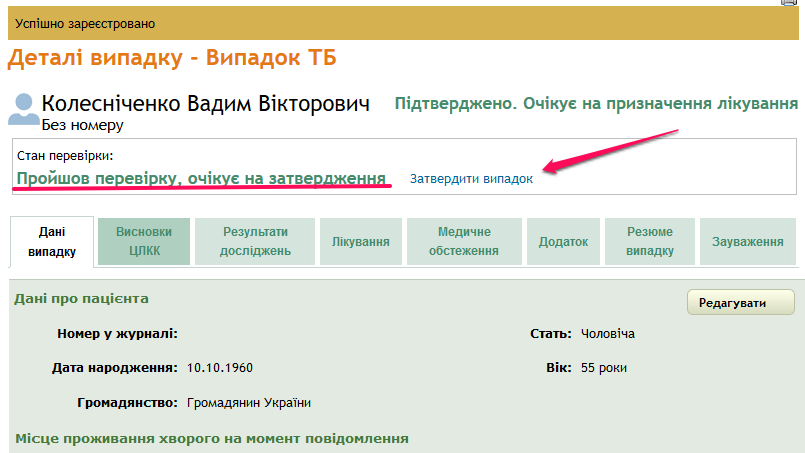 Успішно зареєстровано
Деталі випадку - Випадок ТБ
Колесніченко Вадим Вікторович
Підтверджено. Очікує на призначення лікування
Без номеру
Стан перевірки:
Пройшов перевірку, очікує на затвердження Затвердити випадок
Дані випадку
Висновки ЦЛКК
Результати досліджень
Лікування
Медичне обстеження
Додаток
Резюме випадку
Зауваження
Дані про пацієнта
Редагувати
Номер у журналі:
Стать: Чоловіча
Дата народження: 10.10.1960
Вік: 55 роки
Громадянство: Громадянин України
Місце проживання хворого на момент повідомлення